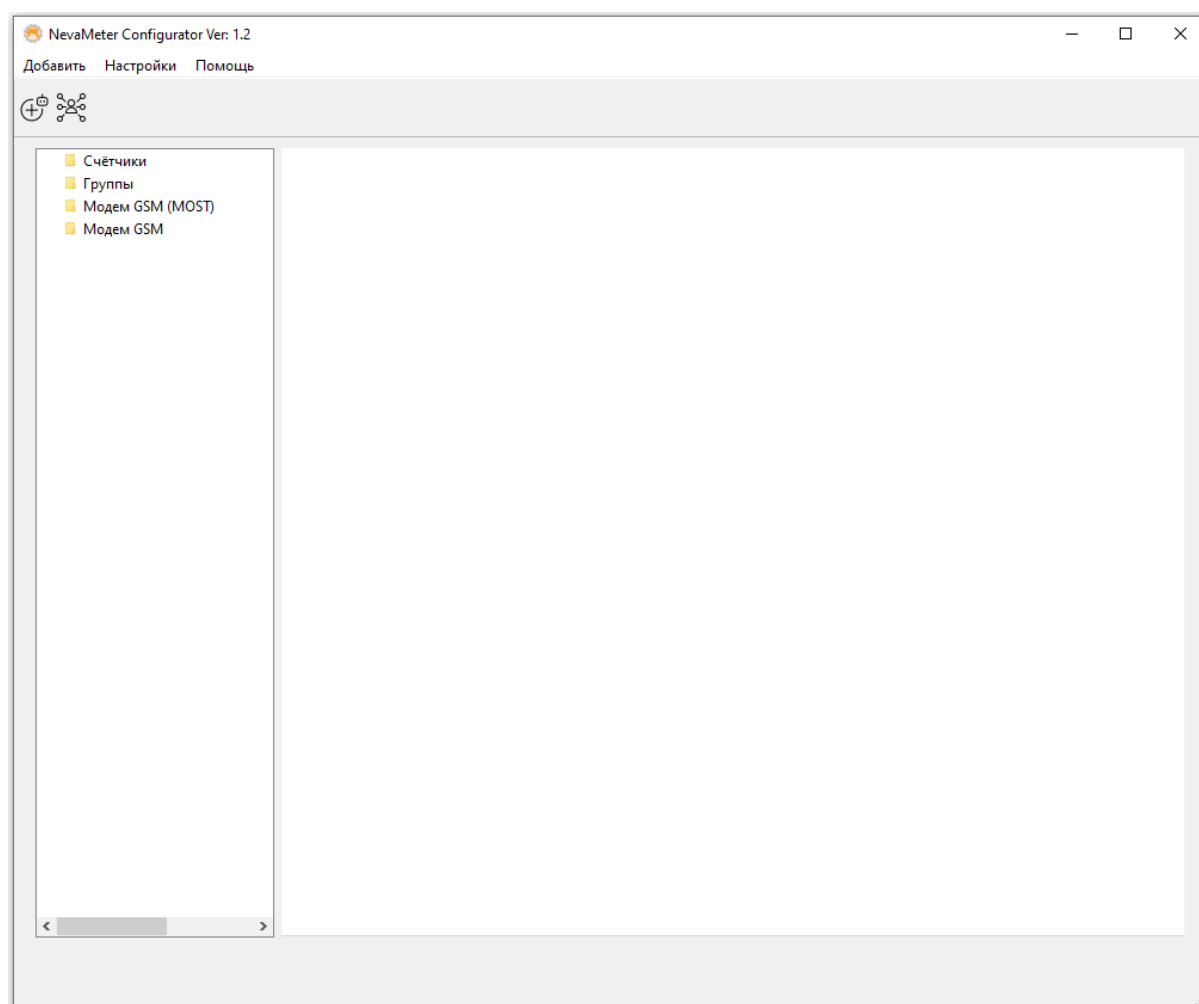 NevaMeter Configurator Ver: 1.2
Добавить Настройки Помощь
Счётчики
Группы
Модем GSM (MOST)
Модем GSM